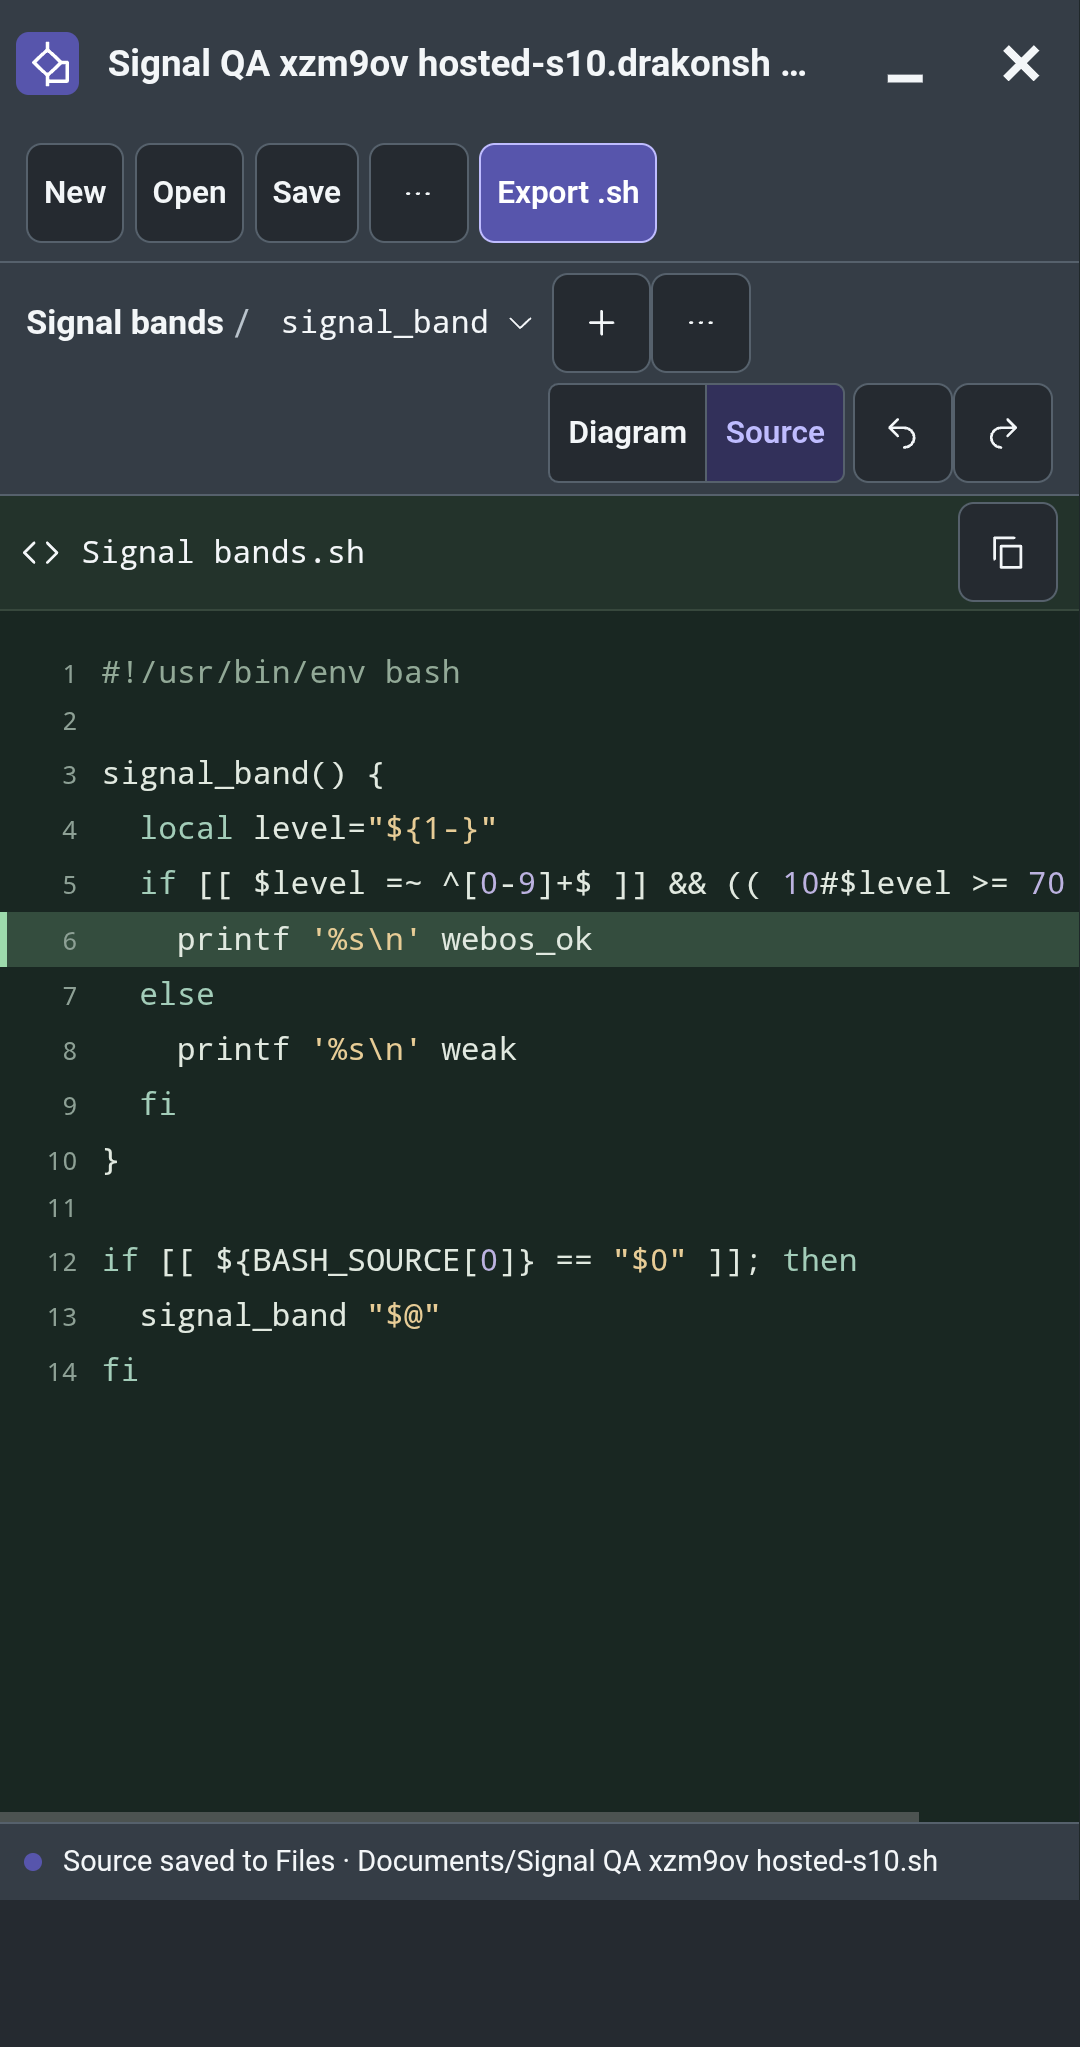 Signal QA xzm9ov hosted-s10.drakonsh ...
New Open Save ... Export .sh
Signal bands / signal_band + ...
Diagram Source
<> Signal bands.sh
1 #!/usr/bin/env bash
2
3 signal_band() {
4   local level="${1-}"
5   if [[ $level =~ ^[0-9]+$ ]] && (( 10#$level >= 70
6     printf '%s\n' webos_ok
7   else
8     printf '%s\n' weak
9   fi
10 }
11
12 if [[ ${BASH_SOURCE[0]} == "$0" ]]; then
13   signal_band "$@"
14 fi
Source saved to Files · Documents/Signal QA xzm9ov hosted-s10.sh